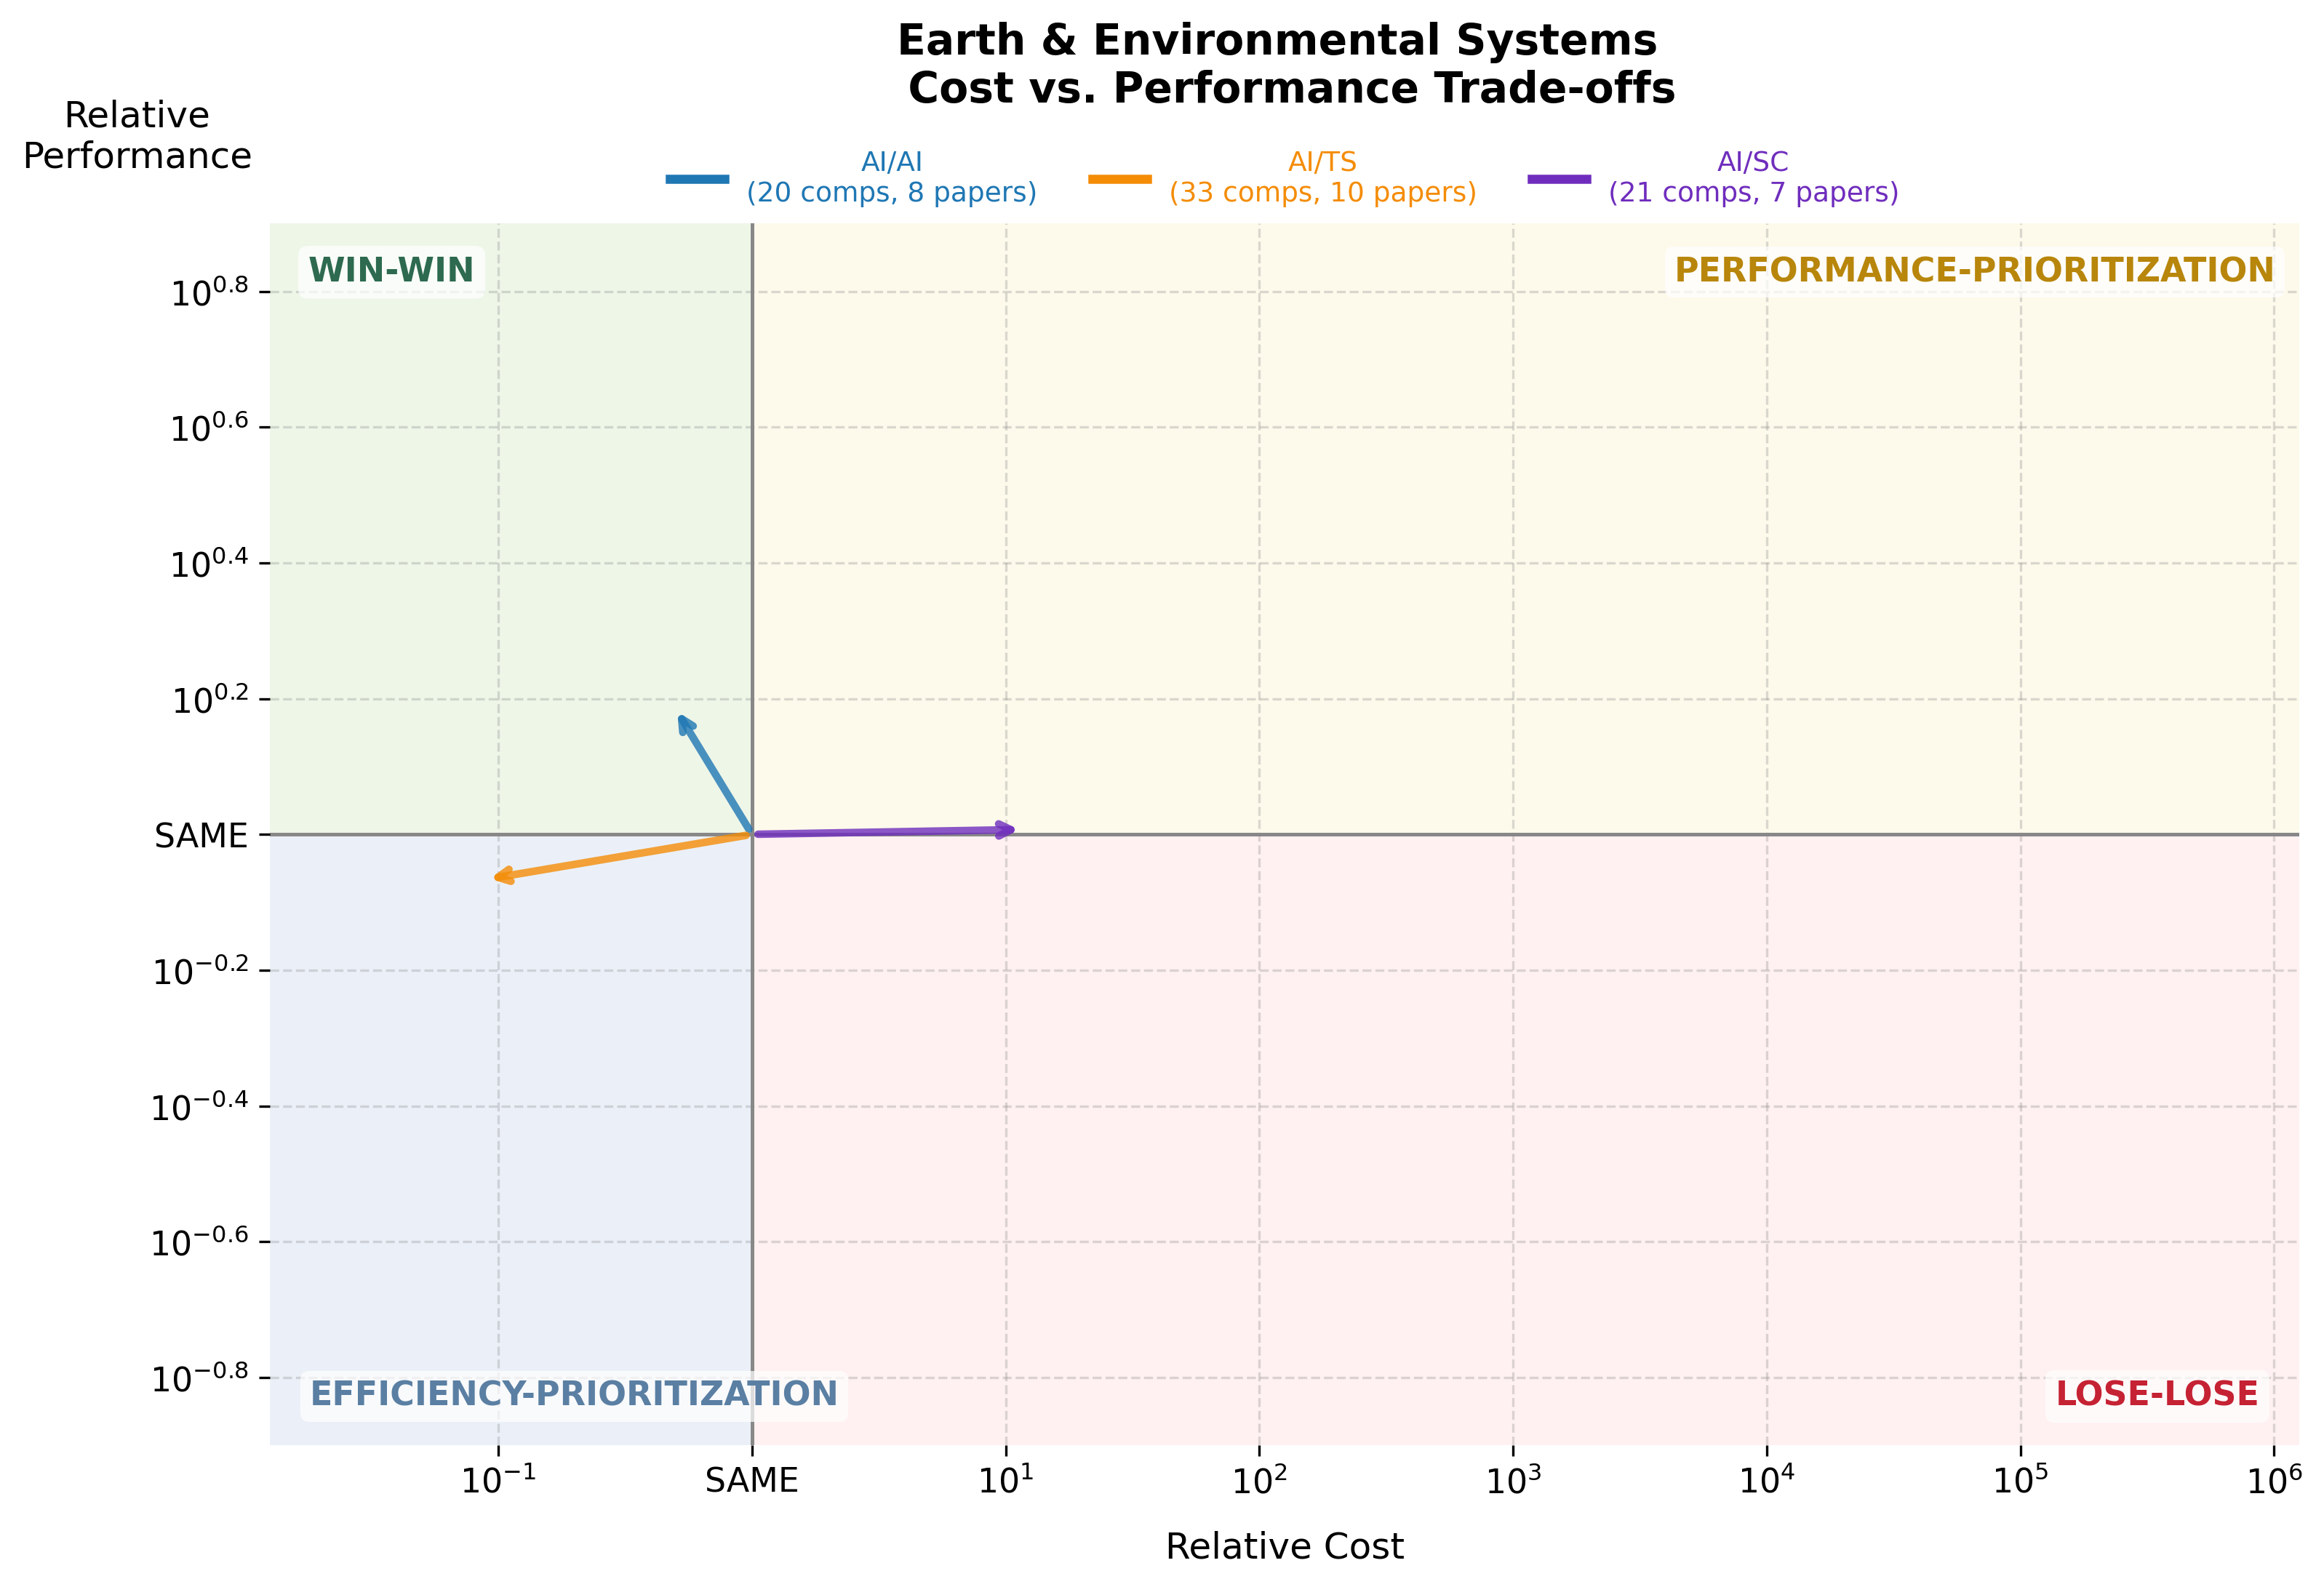 Earth & Environmental Systems
Cost vs. Performance Trade-offs
Relative
Performance
AI/AI
(20 comps, 8 papers)
AI/TS
(33 comps, 10 papers)
AI/SC
(21 comps, 7 papers)
WIN-WIN
PERFORMANCE-PRIORITIZATION
10^0.8
10^0.6
10^0.4
10^0.2
SAME
10^−0.2
10^−0.4
10^−0.6
10^−0.8
EFFICIENCY-PRIORITIZATION
LOSE-LOSE
10^−1 SAME 10^1 10^2 10^3 10^4 10^5 10^6
Relative Cost